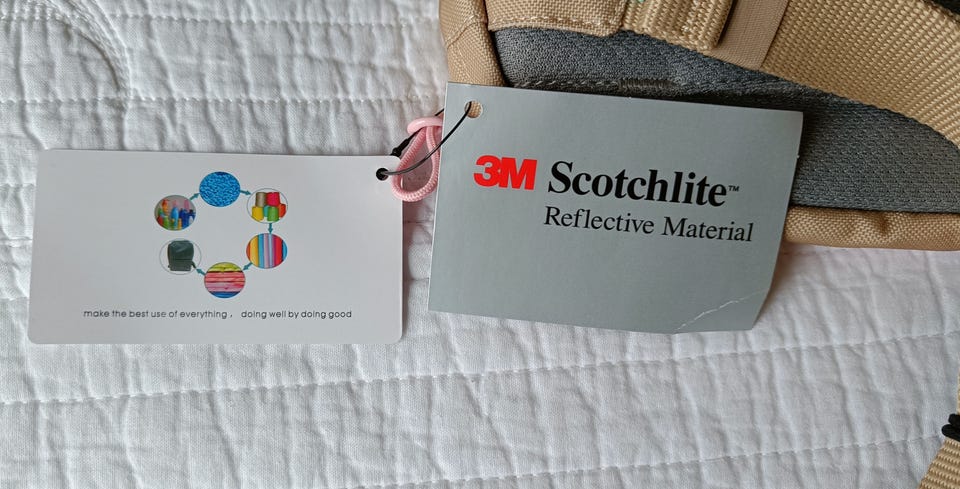 make the best use of everything , doing well by doing good
3M Scotchlite™
Reflective Material